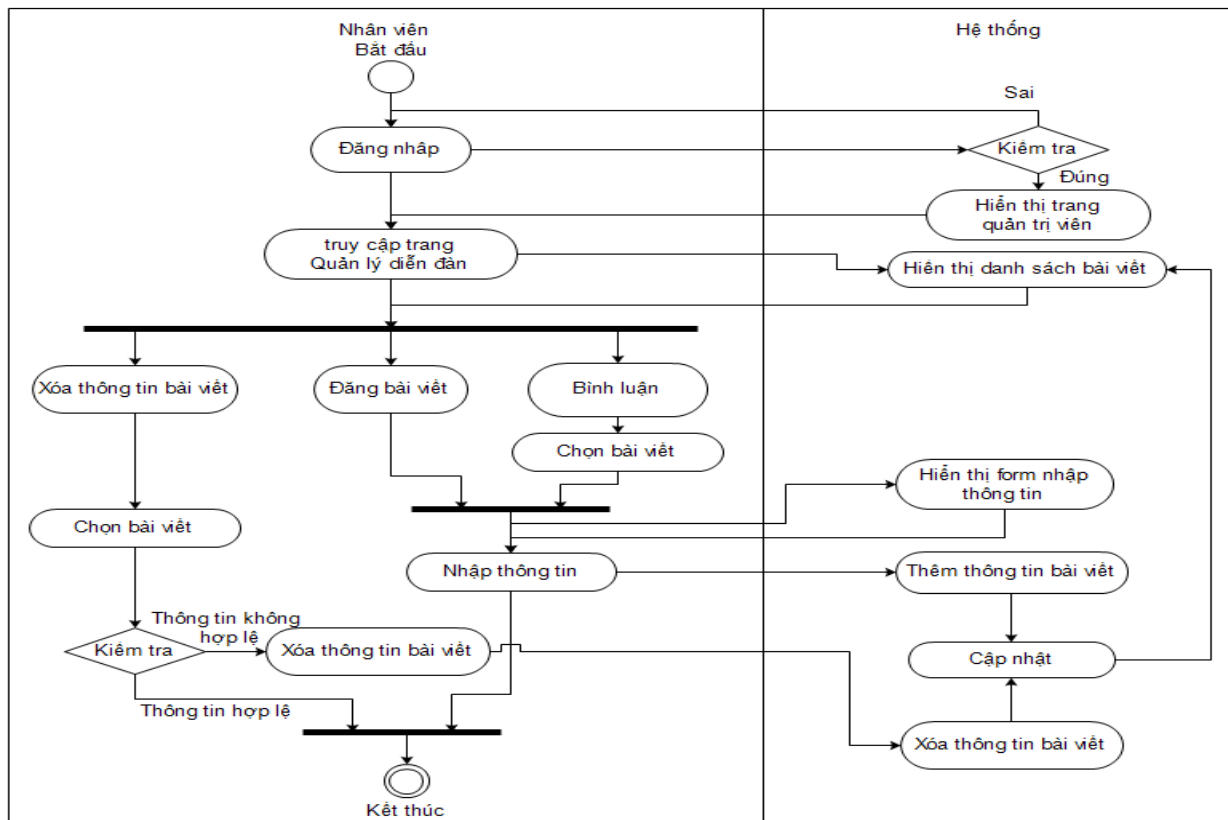 Nhân viên
Bắt đầu
Hệ thống
Sai
Đăng nhâp
Kiểm tra
Đúng
Hiển thị trang
quản trị viên
truy cập trang
Quản lý diễn đàn
Hiển thị danh sách bài viết
Xóa thông tin bài viết
Đăng bài viết
Bình luận
Chọn bài viết
Hiển thị form nhập
thông tin
Chọn bài viết
Nhập thông tin
Thêm thông tin bài viết
Thông tin không
hợp lệ
Kiểm tra
Xóa thông tin bài viết
Cập nhật
Thông tin hợp lệ
Xóa thông tin bài viết
Kết thúc